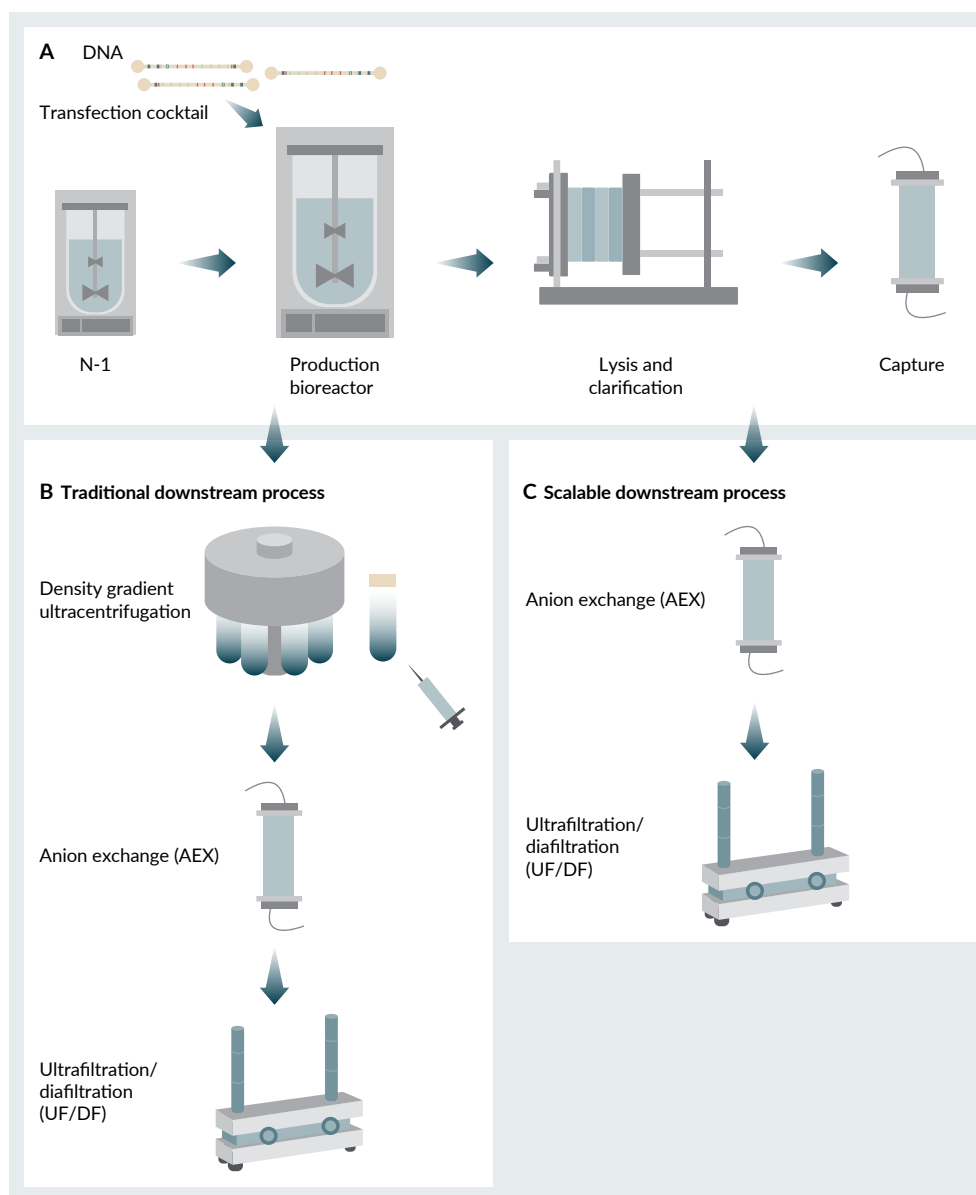 A DNA
Transfection cocktail
N-1
Production
bioreactor
Lysis and
clarification
Capture
B Traditional downstream process
Density gradient
ultracentrifugation
Anion exchange (AEX)
Ultrafiltration/
diafiltration
(UF/DF)
C Scalable downstream process
Anion exchange (AEX)
Ultrafiltration/
diafiltration
(UF/DF)